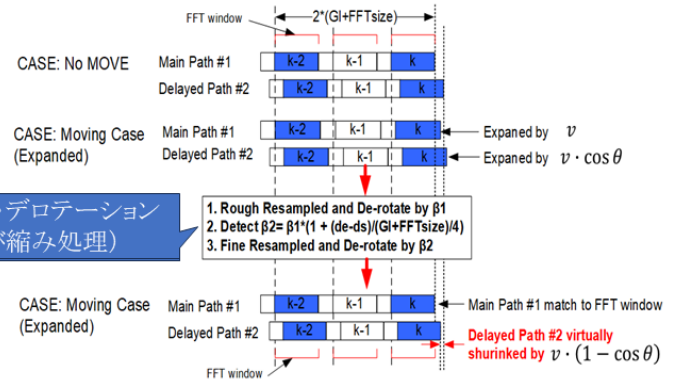 FFT window
2*(GI+FFTsize)
CASE: No MOVE
Main Path #1
k-2
k-1
k
Delayed Path #2
k-2
k-1
k
CASE: Moving Case
(Expanded)
Main Path #1
k-2
k-1
k
Expaned by v
Delayed Path #2
k-2
k-1
k
Expaned by v · cos θ
デロテーション
縮み処理)
1. Rough Resampled and De-rotate by β1
2. Detect β2= β1*(1 + (de-ds)/(GI+FFTsize)/4)
3. Fine Resampled and De-rotate by β2
CASE: Moving Case
(Expanded)
Main Path #1
k-2
k-1
k
Main Path #1 match to FFT window
Delayed Path #2
k-2
k-1
k
Delayed Path #2 virtually
shurinked by v · (1 − cos θ)
FFT window